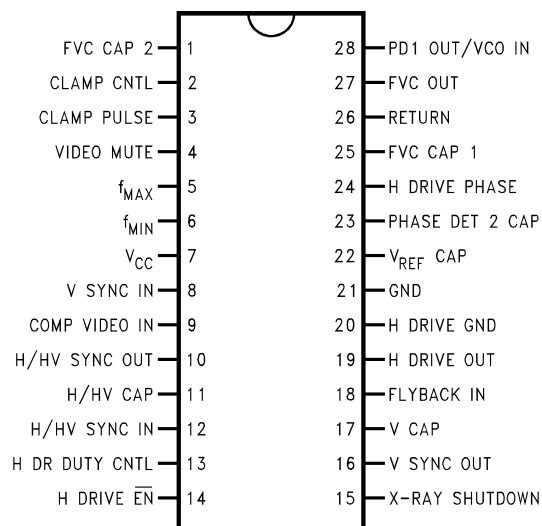 FVC CAP 2 1 28 PD1 OUT/VCO IN
CLAMP CNTL 2 27 FVC OUT
CLAMP PULSE 3 26 RETURN
VIDEO MUTE 4 25 FVC CAP 1
fMAX 5 24 H DRIVE PHASE
fMIN 6 23 PHASE DET 2 CAP
VCC 7 22 VREF CAP
V SYNC IN 8 21 GND
COMP VIDEO IN 9 20 H DRIVE GND
H/HV SYNC OUT 10 19 H DRIVE OUT
H/HV CAP 11 18 FLYBACK IN
H/HV SYNC IN 12 17 V CAP
H DR DUTY CNTL 13 16 V SYNC OUT
H DRIVE E̅N̅ 14 15 X-RAY SHUTDOWN